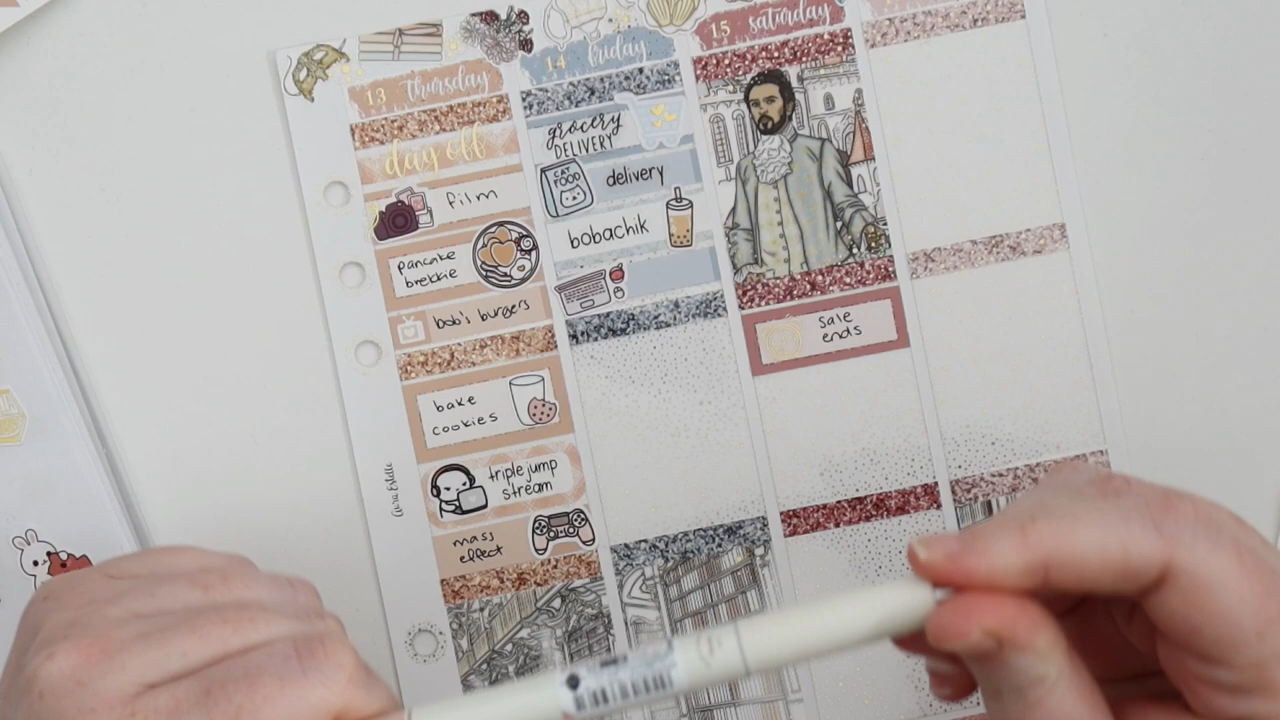 13 thursday
day off
film
pancake
brekkie
bob's burgers
bake
cookies
triple jump
stream
mass
effect
14 friday
grocery
DELIVERY
CAT
FOOD
delivery
bobachik
15 saturday
sale
ends